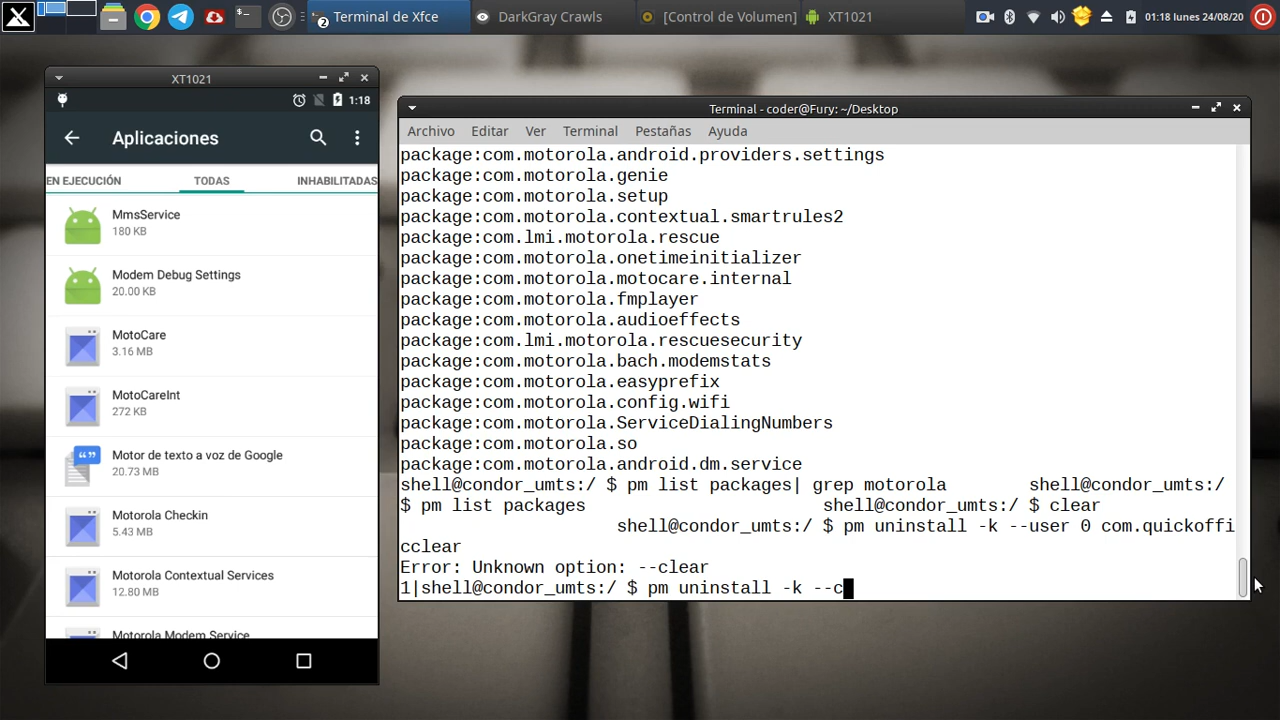 Terminal de Xfce
2
DarkGray Crawls
[Control de Volumen]
XT1021
01:18 lunes 24/08/20
XT1021
1:18
Aplicaciones
EN EJECUCIÓN
TODAS
INHABILITADAS
MmsService
180 KB
Modem Debug Settings
20.00 KB
MotoCare
3.16 MB
MotoCareInt
272 KB
Motor de texto a voz de Google
20.73 MB
Motorola Checkin
5.43 MB
Motorola Contextual Services
12.80 MB
Motorola Modem Service
Terminal - coder@Fury: ~/Desktop
Archivo Editar Ver Terminal Pestañas Ayuda
package:com.motorola.android.providers.settings
package:com.motorola.genie
package:com.motorola.setup
package:com.motorola.contextual.smartrules2
package:com.lmi.motorola.rescue
package:com.motorola.onetimeinitializer
package:com.motorola.motocare.internal
package:com.motorola.fmplayer
package:com.motorola.audioeffects
package:com.lmi.motorola.rescuesecurity
package:com.motorola.bach.modemstats
package:com.motorola.easyprefix
package:com.motorola.config.wifi
package:com.motorola.ServiceDialingNumbers
package:com.motorola.so
package:com.motorola.android.dm.service
shell@condor_umts:/ $ pm list packages| grep motorola shell@condor_umts:/
$ pm list packages shell@condor_umts:/ $ clear
shell@condor_umts:/ $ pm uninstall -k --user 0 com.quickoffi
cclear
Error: Unknown option: --clear
1|shell@condor_umts:/ $ pm uninstall -k --c